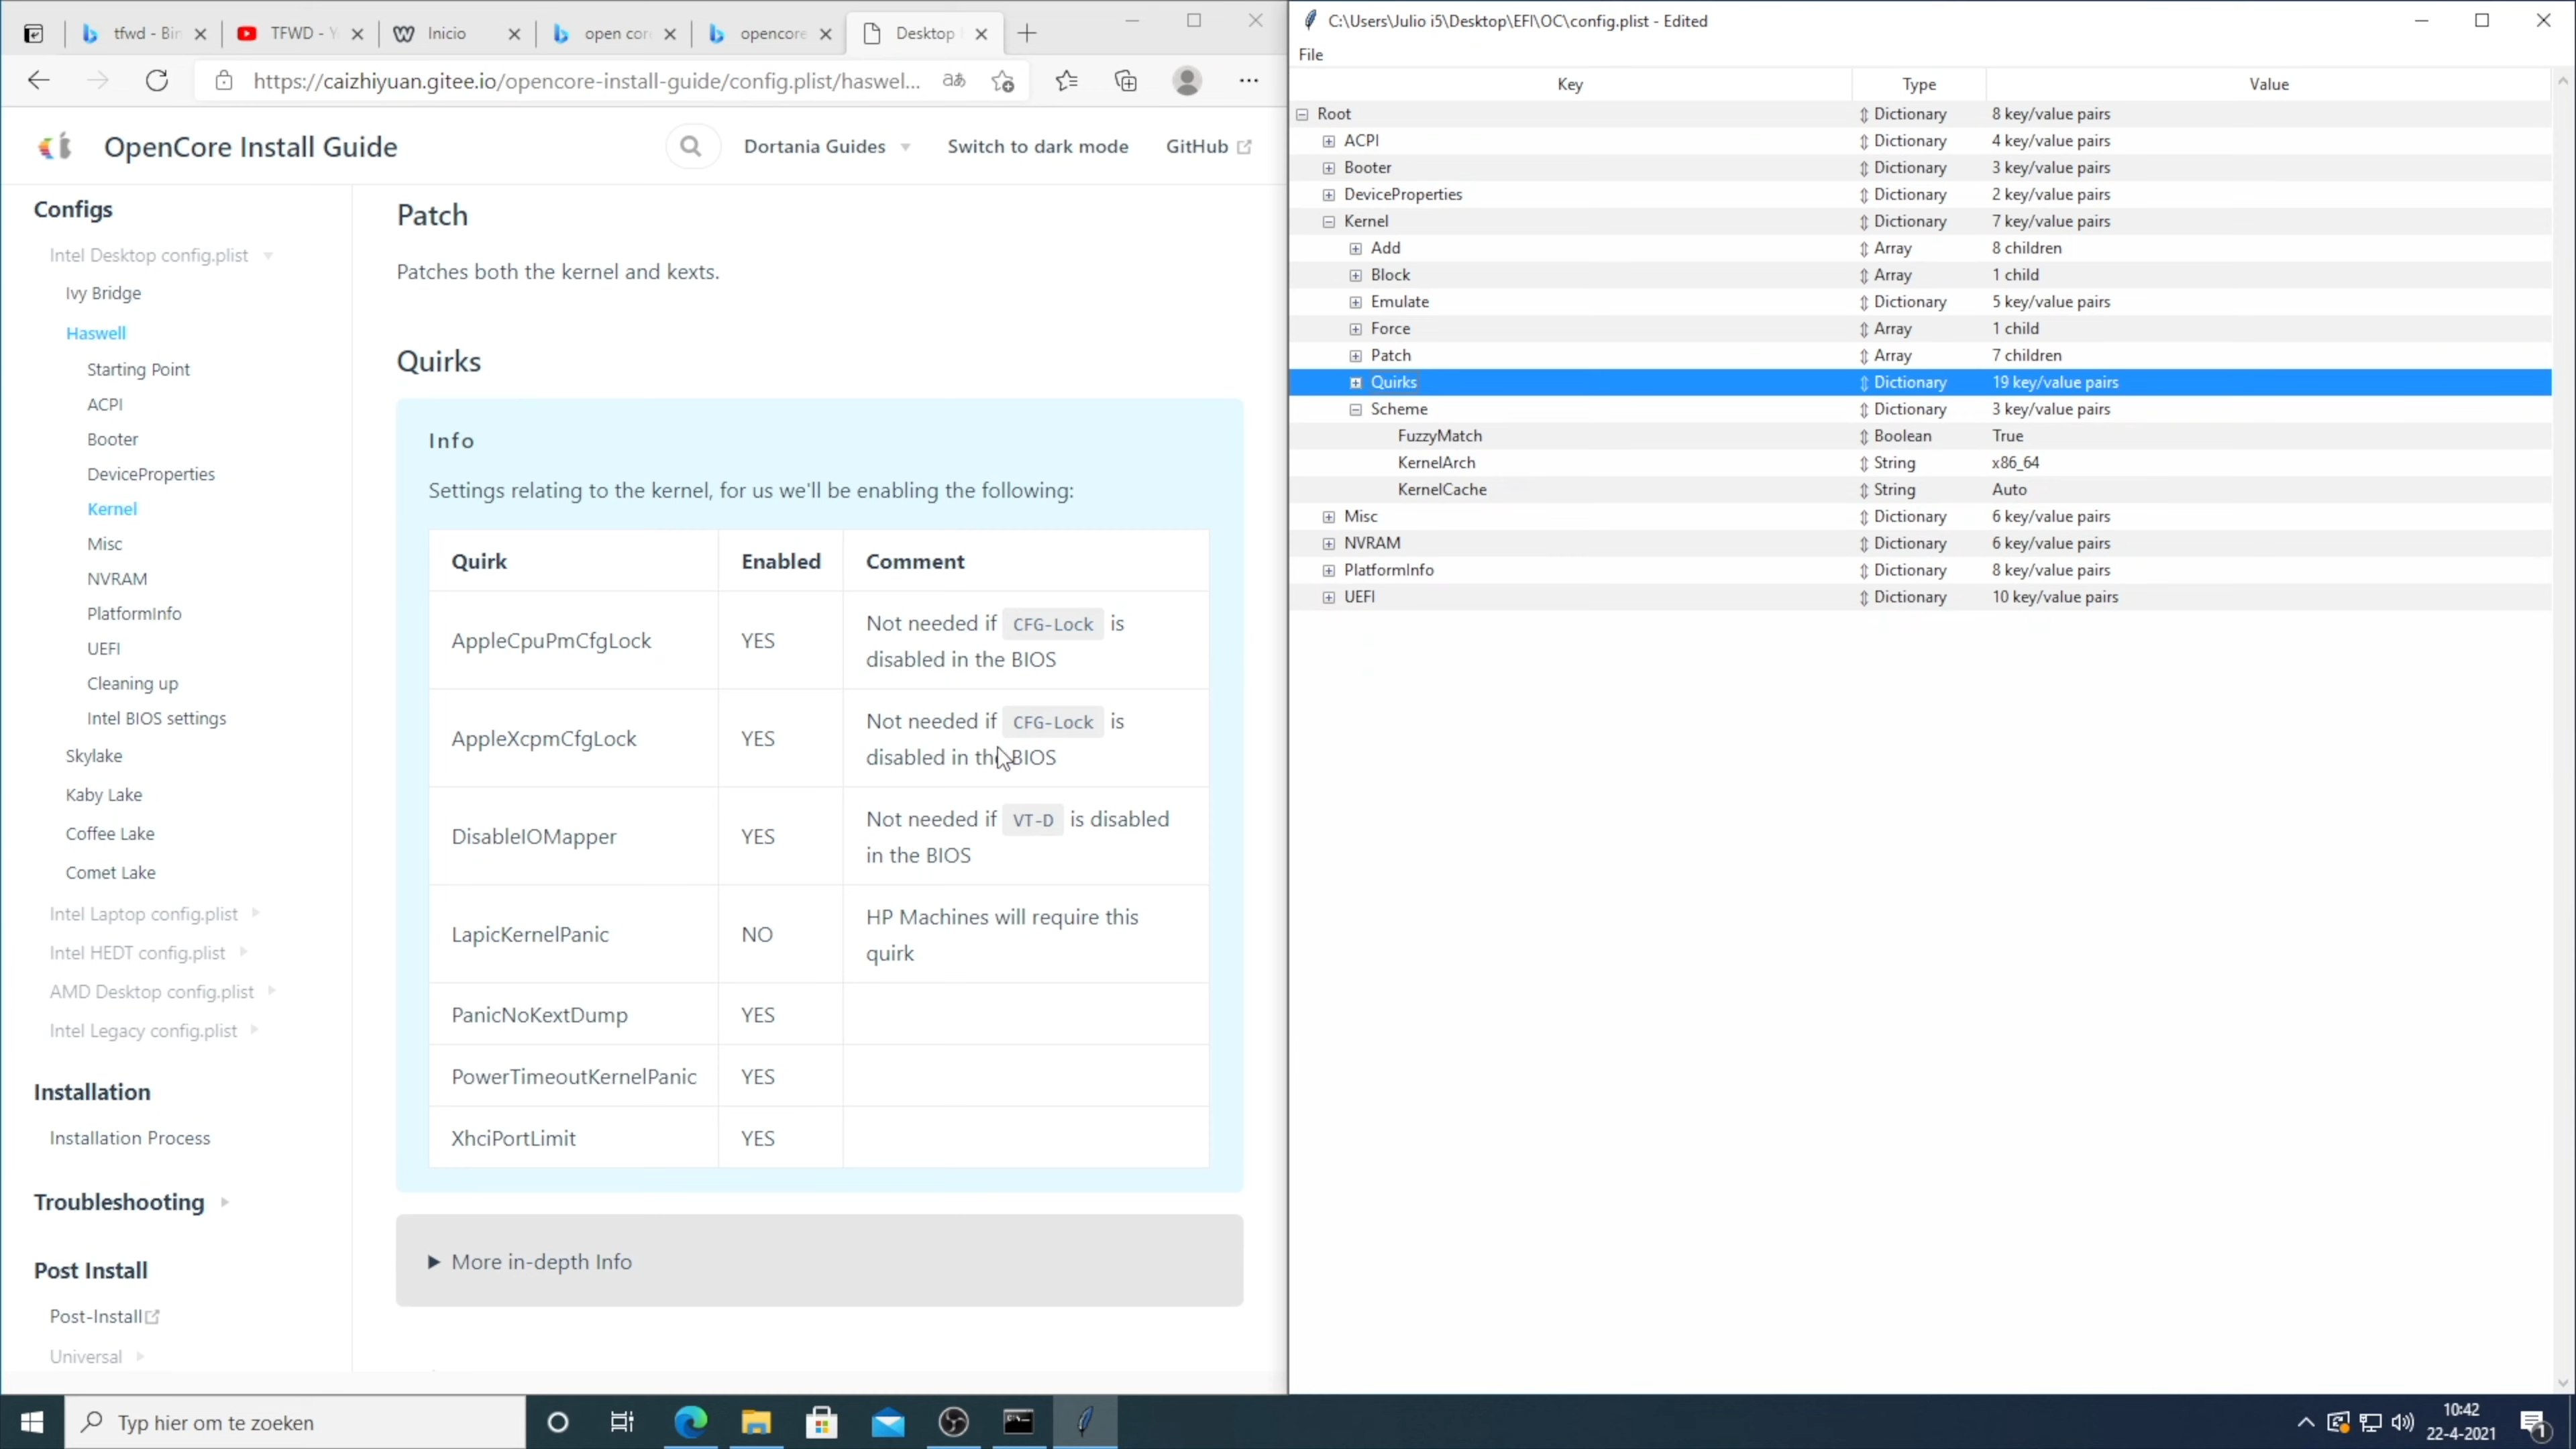 tfwd - Bin
TFWD - Y
Inicio
open cor
opencore
Desktop
https://caizhiyuan.gitee.io/opencore-install-guide/config.plist/haswel...
OpenCore Install Guide
Dortania Guides
Switch to dark mode
GitHub
Configs
Intel Desktop config.plist
Ivy Bridge
Haswell
Starting Point
ACPI
Booter
DeviceProperties
Kernel
Misc
NVRAM
PlatformInfo
UEFI
Cleaning up
Intel BIOS settings
Skylake
Kaby Lake
Coffee Lake
Comet Lake
Intel Laptop config.plist
Intel HEDT config.plist
AMD Desktop config.plist
Intel Legacy config.plist
Installation
Installation Process
Troubleshooting
Post Install
Post-Install
Universal
Patch
Patches both the kernel and kexts.
Quirks
Info
Settings relating to the kernel, for us we'll be enabling the following:
Quirk Enabled Comment
AppleCpuPmCfgLock YES Not needed if CFG-Lock is
disabled in the BIOS
AppleXcpmCfgLock YES Not needed if CFG-Lock is
disabled in the BIOS
DisableIOMapper YES Not needed if VT-D is disabled
in the BIOS
LapicKernelPanic NO HP Machines will require this
quirk
PanicNoKextDump YES
PowerTimeoutKernelPanic YES
XhciPortLimit YES
More in-depth Info
C:\Users\Julio i5\Desktop\EFI\OC\config.plist - Edited
File
Key Type Value
Root Dictionary 8 key/value pairs
ACPI Dictionary 4 key/value pairs
Booter Dictionary 3 key/value pairs
DeviceProperties Dictionary 2 key/value pairs
Kernel Dictionary 7 key/value pairs
Add Array 8 children
Block Array 1 child
Emulate Dictionary 5 key/value pairs
Force Array 1 child
Patch Array 7 children
Quirks Dictionary 19 key/value pairs
Scheme Dictionary 3 key/value pairs
FuzzyMatch Boolean True
KernelArch String x86_64
KernelCache String Auto
Misc Dictionary 6 key/value pairs
NVRAM Dictionary 6 key/value pairs
PlatformInfo Dictionary 8 key/value pairs
UEFI Dictionary 10 key/value pairs
Typ hier om te zoeken
10:42
22-4-2021
1